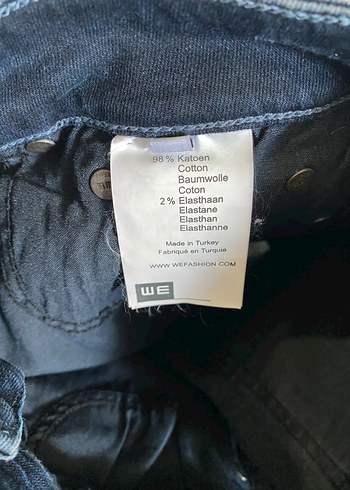 98% Katoen
Cotton
Baumwolle
Coton
2% Elasthaan
Elastane
Elasthan
Elasthanne
Made in Turkey
Fabriqué en Turquie
WWW.WEFASHION.COM
WE